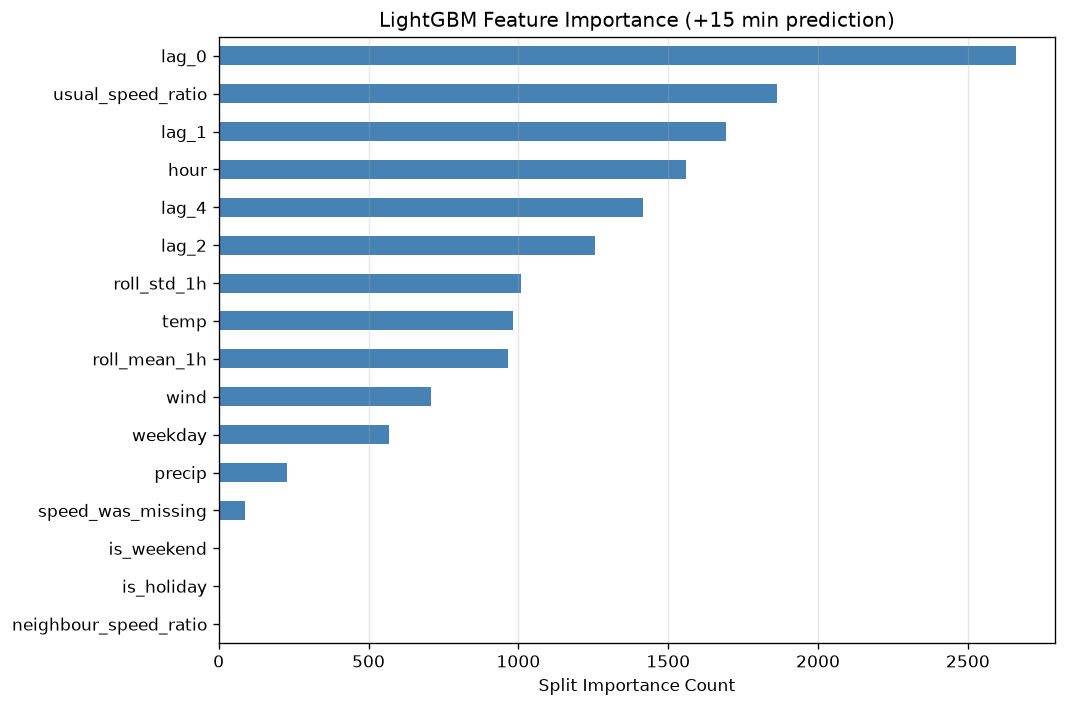 LightGBM Feature Importance (+15 min prediction)
lag_0
usual_speed_ratio
lag_1
hour
lag_4
lag_2
roll_std_1h
temp
roll_mean_1h
wind
weekday
precip
speed_was_missing
is_weekend
is_holiday
neighbour_speed_ratio
0 500 1000 1500 2000 2500
Split Importance Count